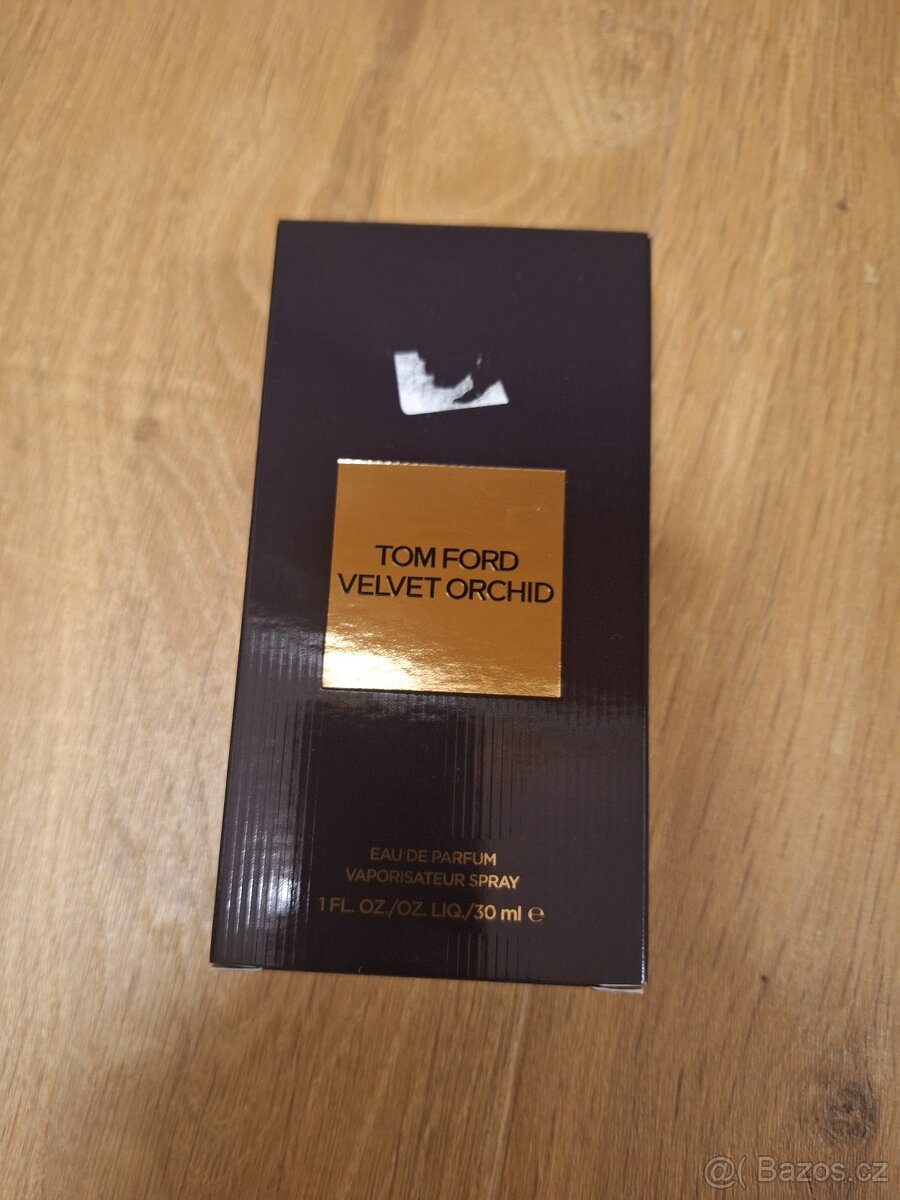 TOM FORD
VELVET ORCHID
EAU DE PARFUM
VAPORISATEUR SPRAY
1 FL. OZ./OZ. LIQ./30 ml ℮
@( Bazos.cz